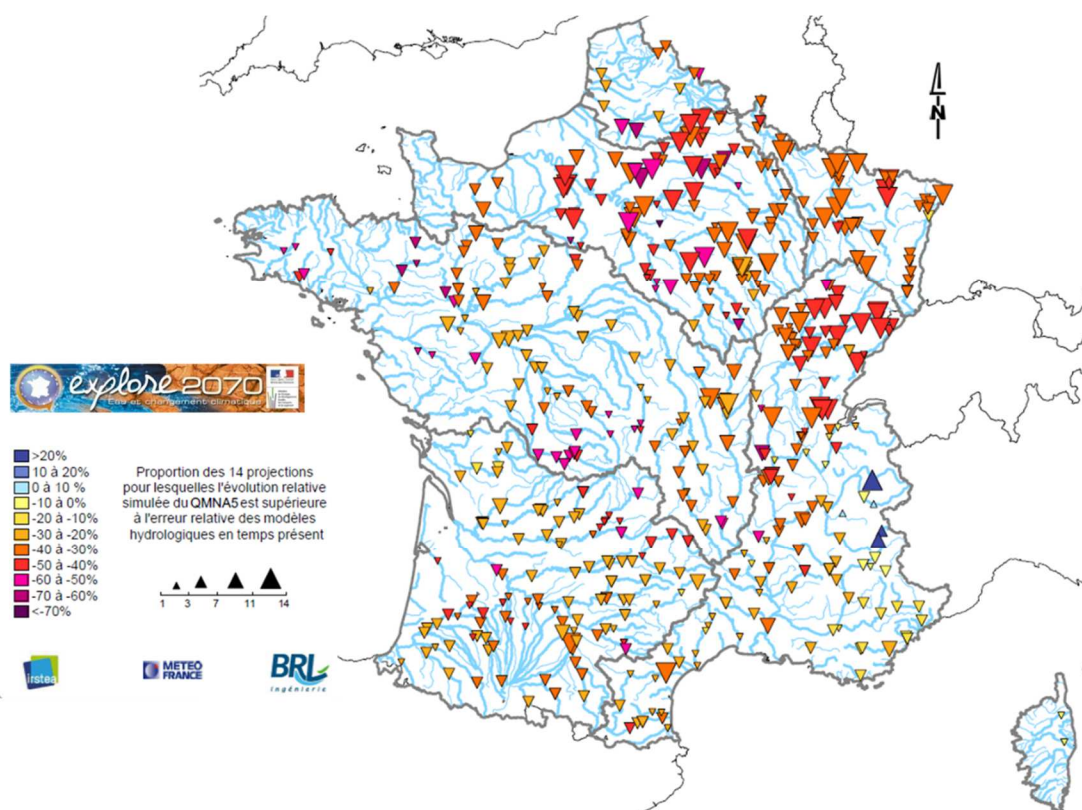 N
explore 2070
Eau et changement climatique
>20%
10 à 20%
0 à 10 %
-10 à 0%
-20 à -10%
-30 à -20%
-40 à -30%
-50 à -40%
-60 à -50%
-70 à -60%
<-70%
Proportion des 14 projections
pour lesquelles l'évolution relative
simulée du QMNA5 est supérieure
à l'erreur relative des modèles
hydrologiques en temps présent
1 3 7 11 14
irstea
METEO
FRANCE
BRL
ingénierie